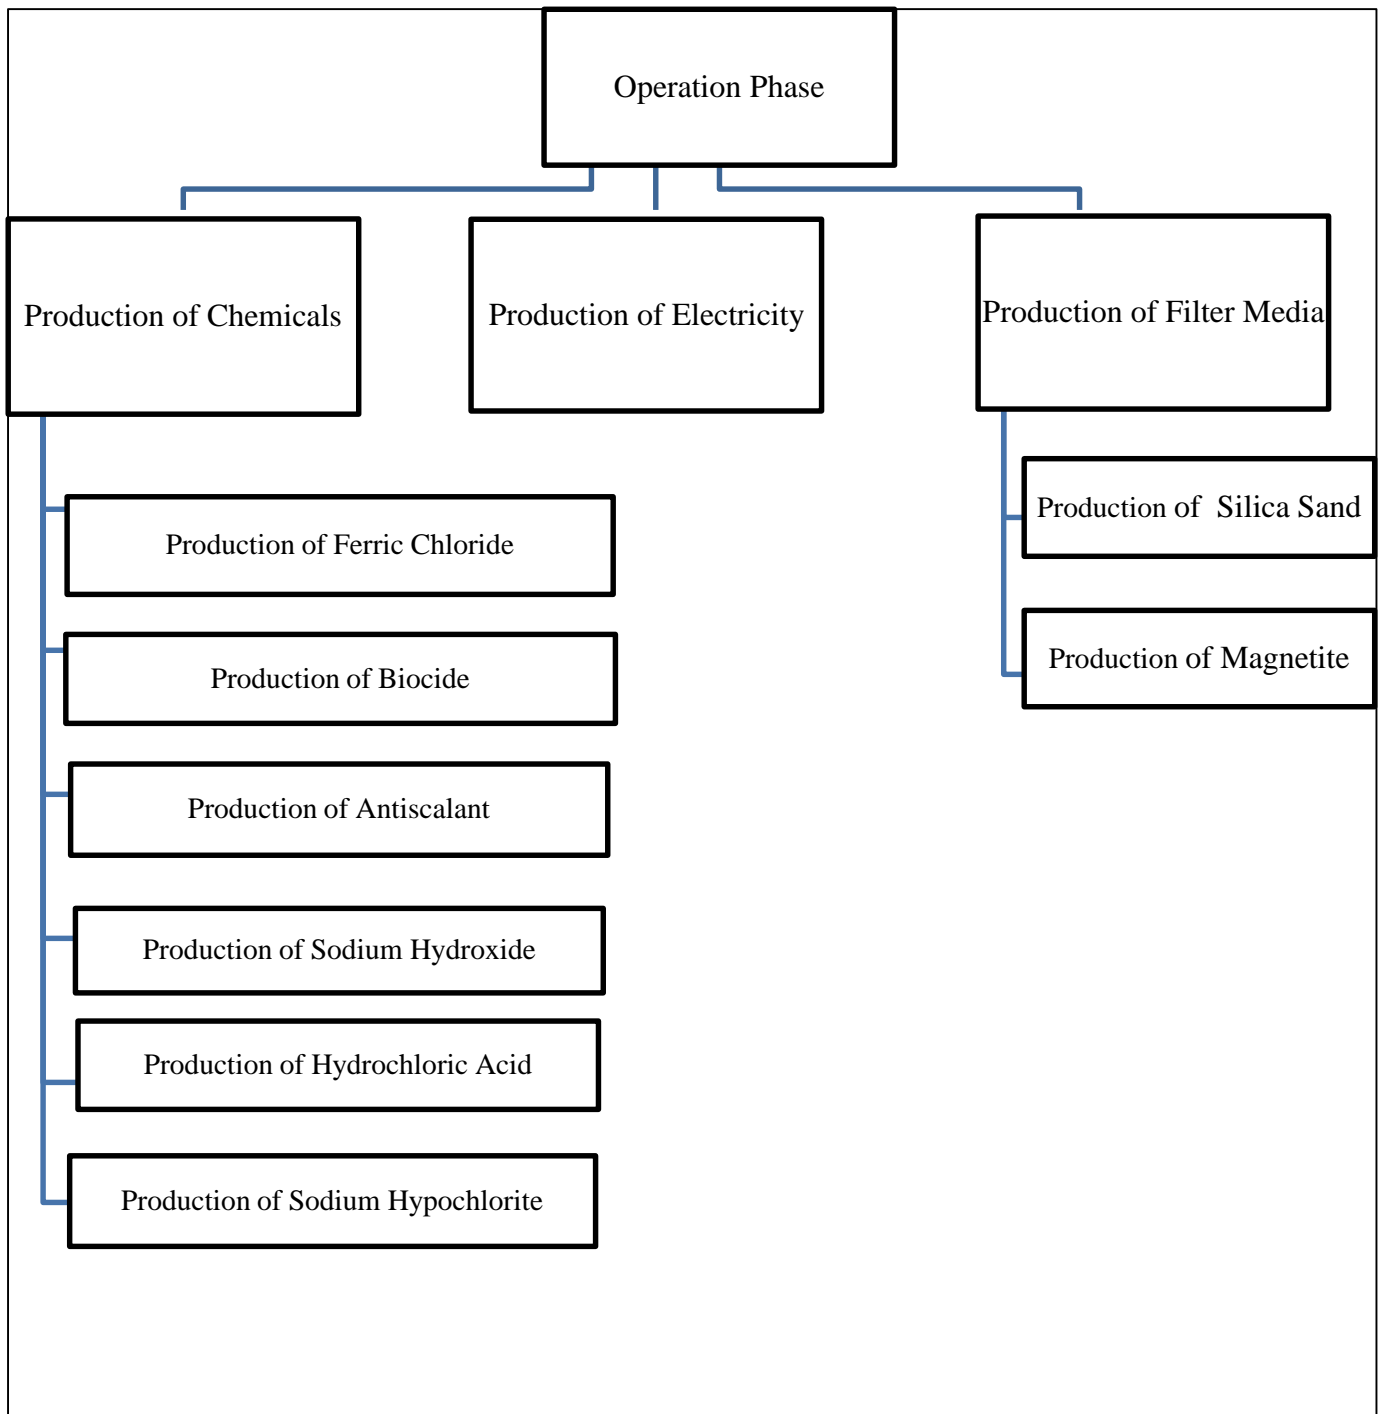 Operation Phase
Production of Chemicals
Production of Electricity
Production of Filter Media
Production of Ferric Chloride
Production of Biocide
Production of Antiscalant
Production of Sodium Hydroxide
Production of Hydrochloric Acid
Production of Sodium Hypochlorite
Production of Silica Sand
Production of Magnetite